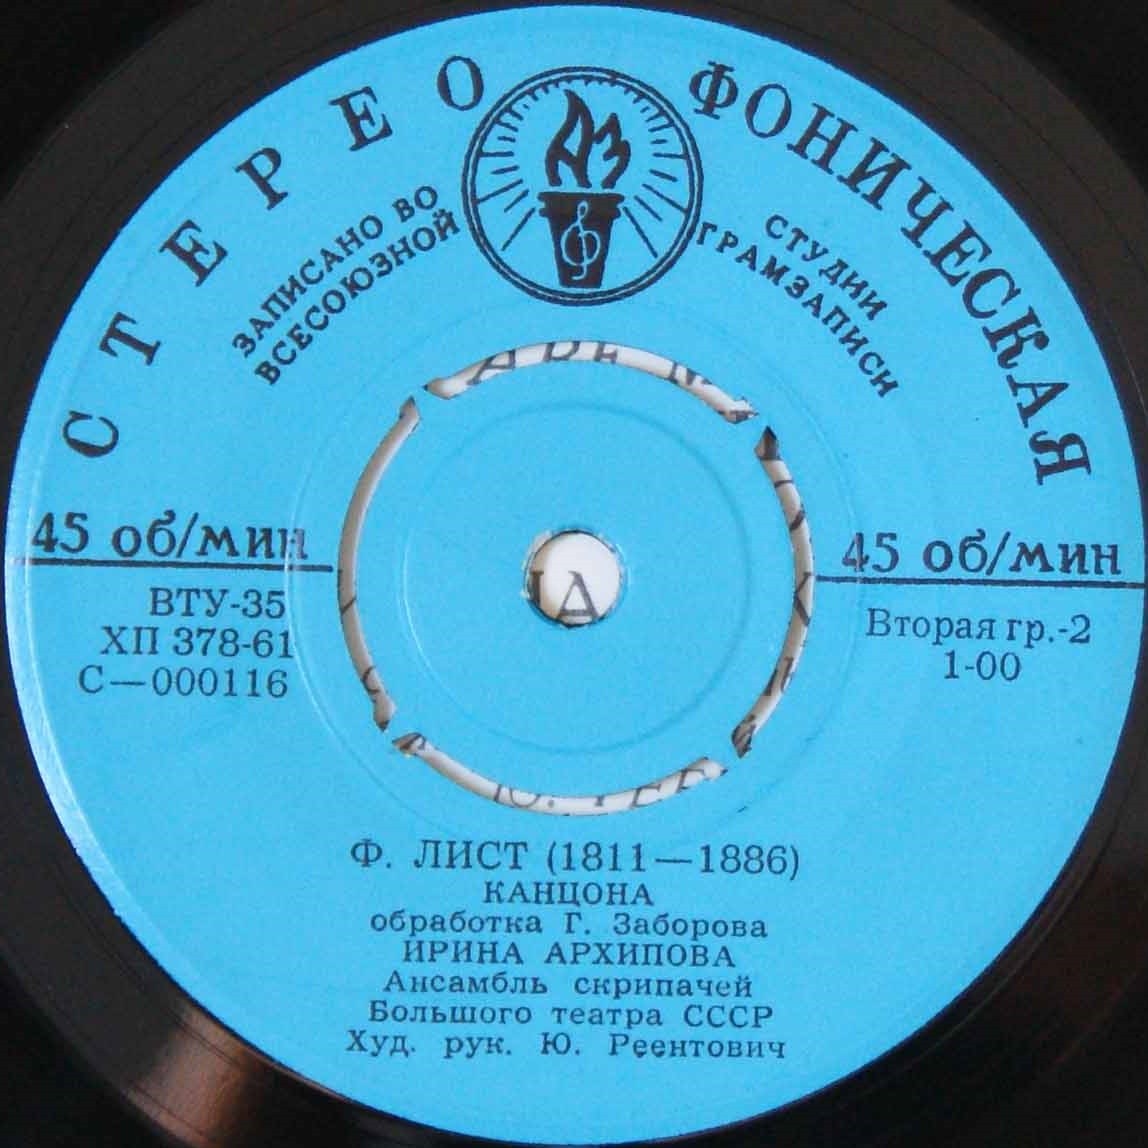 СТЕРЕОФОНИЧЕСКАЯ
ЗАПИСАНО ВО
ВСЕСОЮЗНОЙ
СТУДИИ
ГРАМЗАПИСИ
45 об/мин
ВТУ-35
ХП 378-61
С—000116
45 об/мин
Вторая гр.-2
1-00
Ф. ЛИСТ (1811—1886)
КАНЦОНА
обработка Г. Заборова
ИРИНА АРХИПОВА
Ансамбль скрипачей
Большого театра СССР
Худ. рук. Ю. Реентович